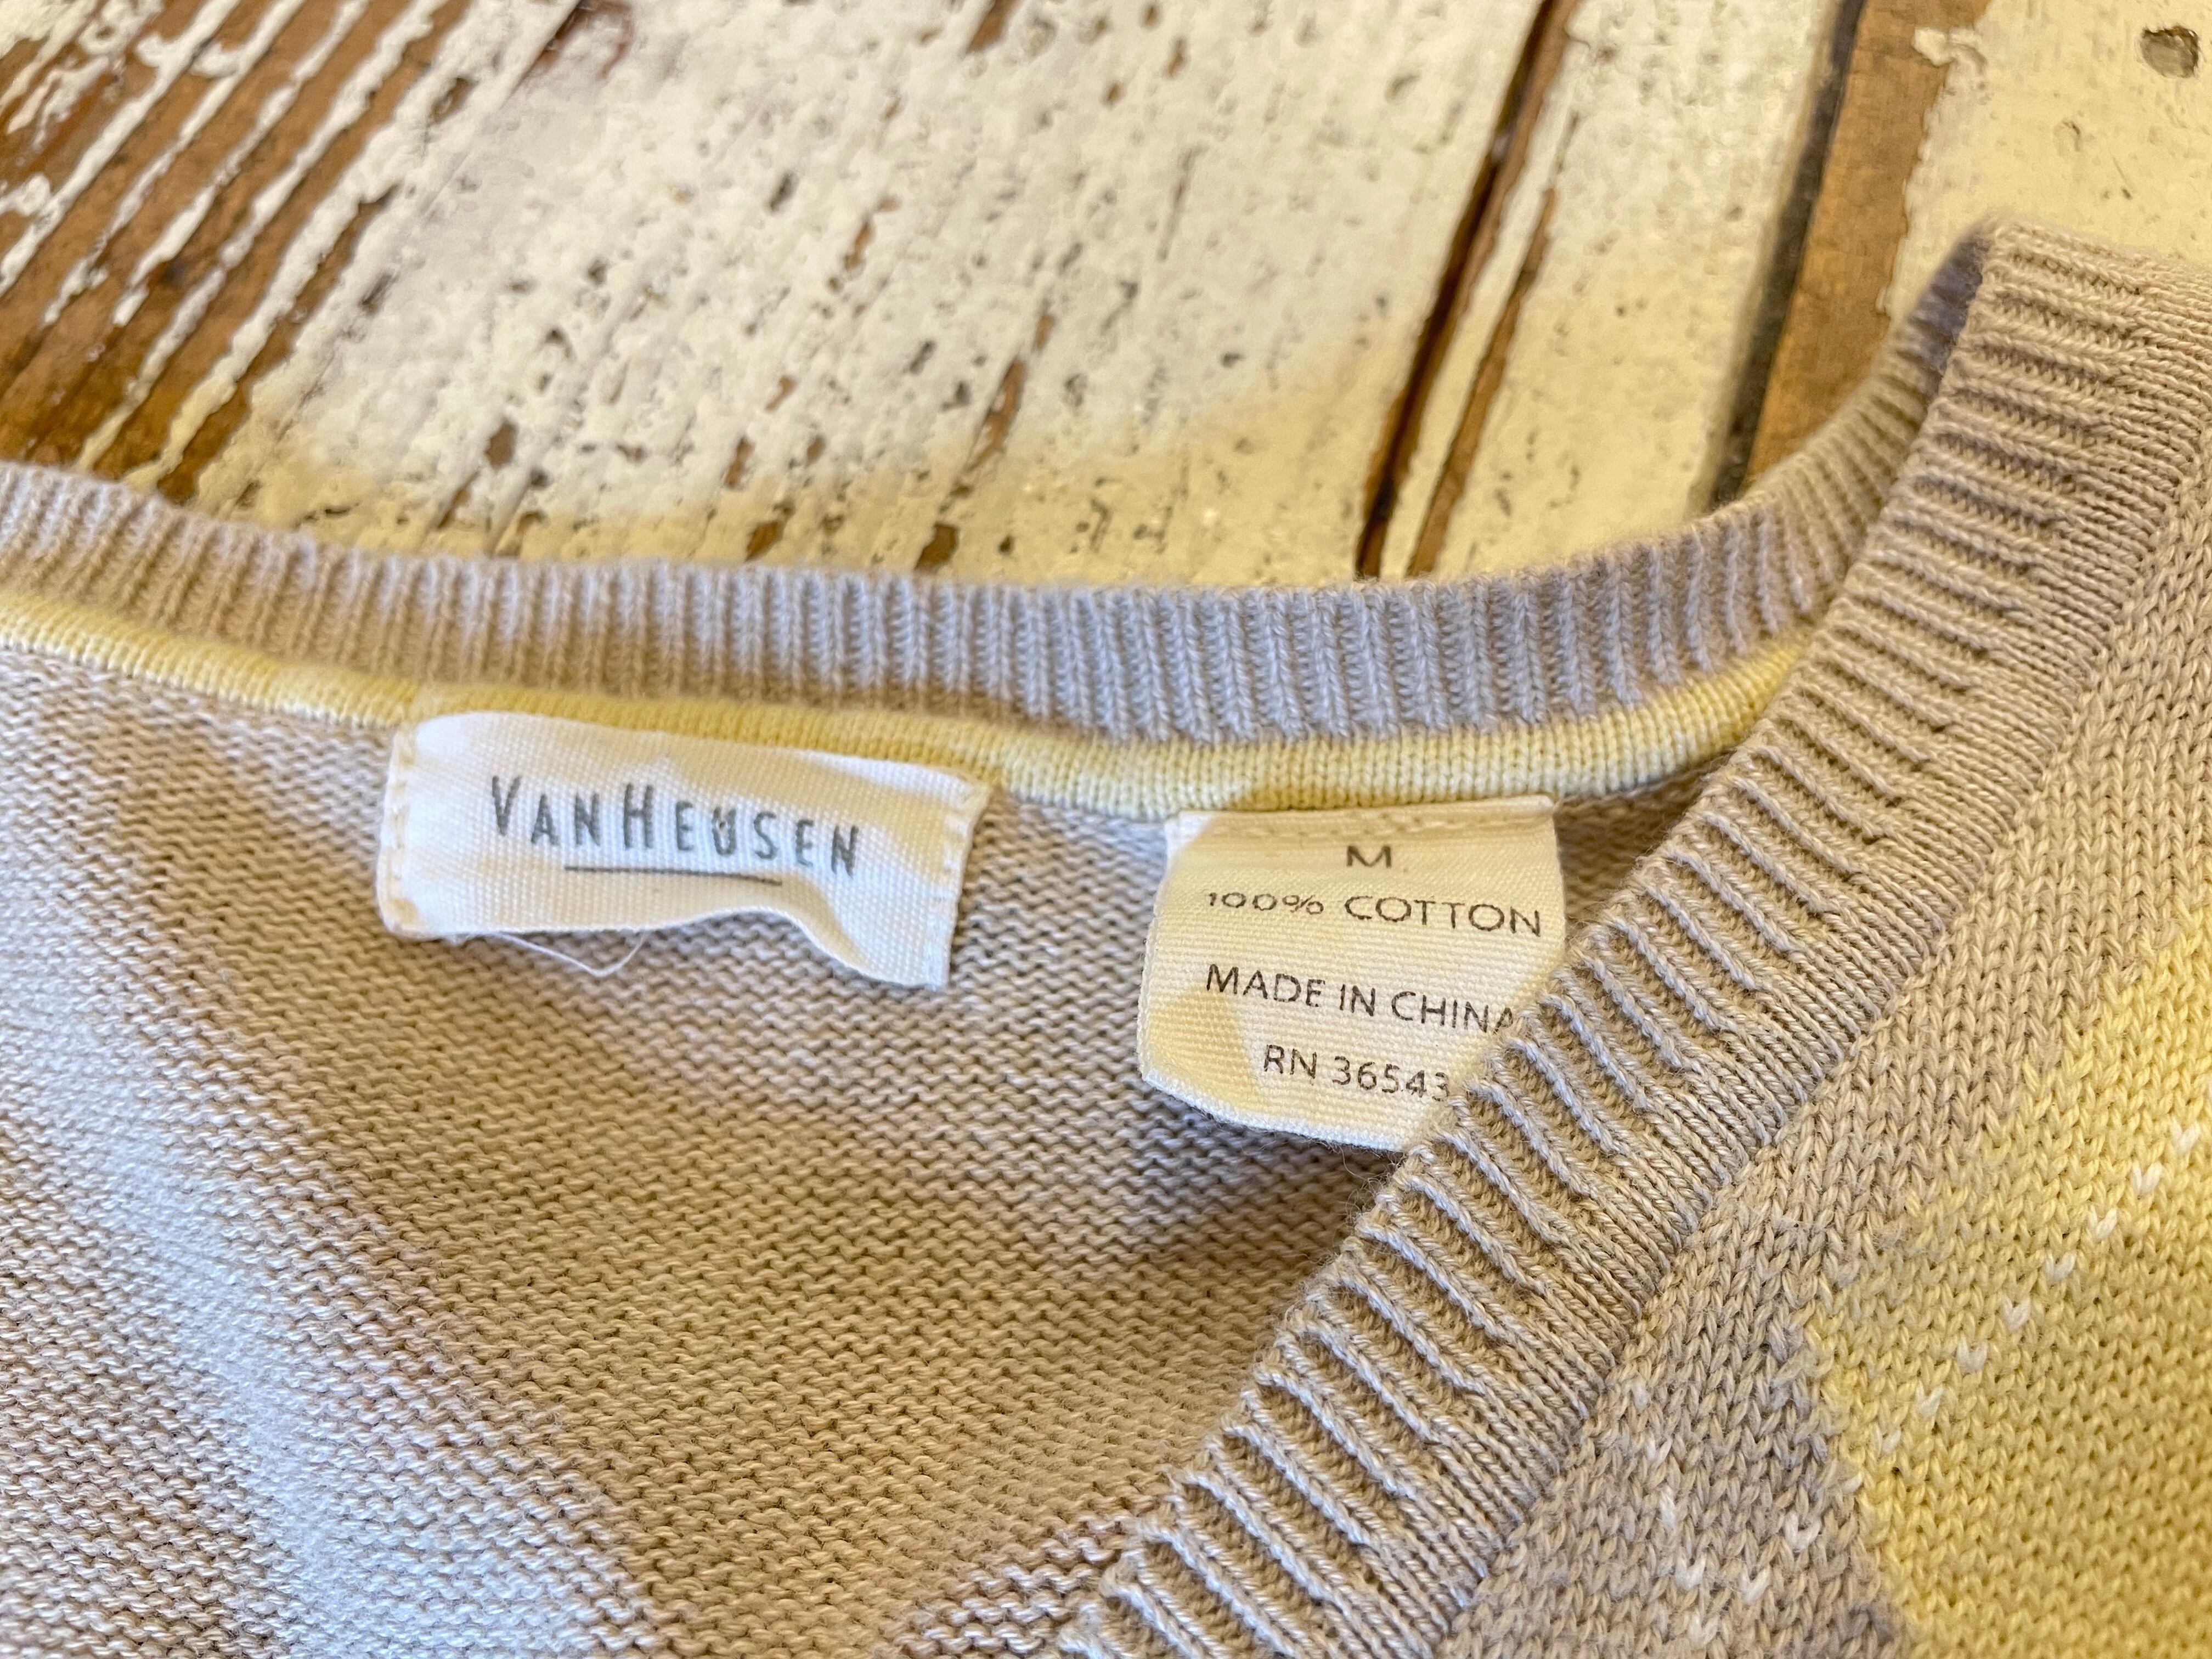 VANHEUSEN
M
100% COTTON
MADE IN CHINA
RN 36543